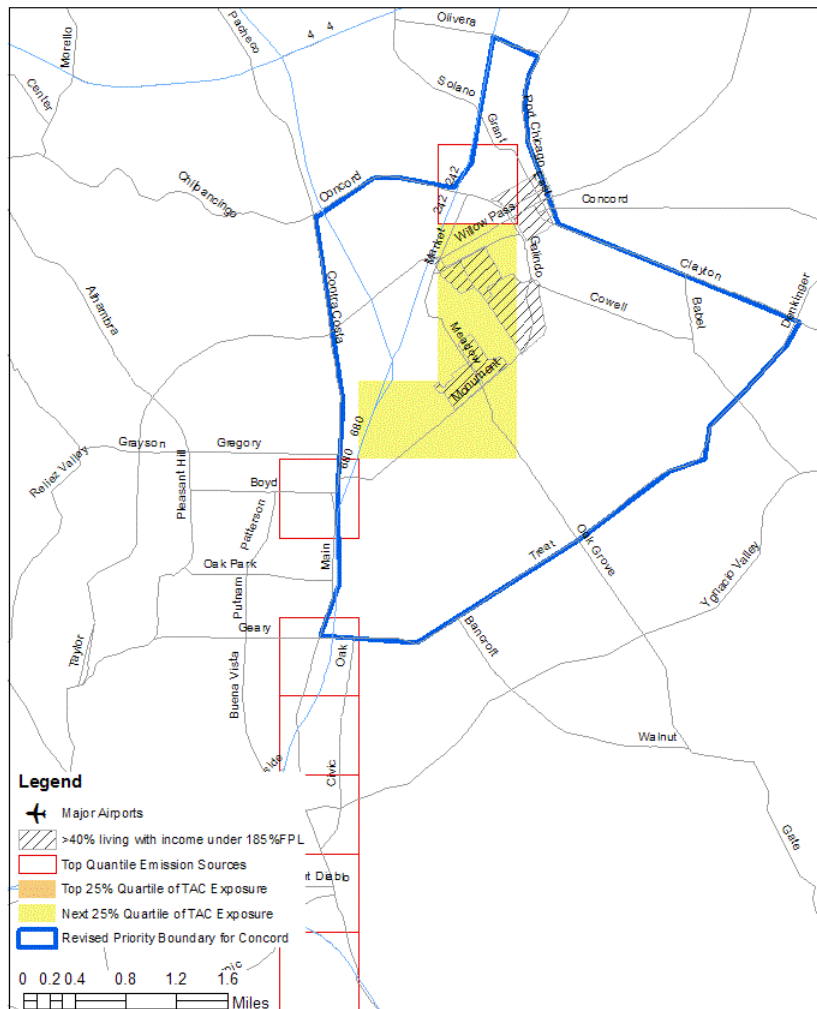 Olivera
Pacheco
4 4
Morello
Solano
Center
Grant
Port Chicago
242
East
Concord
Chilpancingo
242
Concord
Willow Pass
Market
Galindo
Clayton
Alhambra
Contra Costa
Cowell
Babel
Denkinger
Meadow
Monument
680
Grayson
Gregory
680
Reliez Valley
Pleasant Hill
Boyd
Patterson
Main
Treat
Oak Grove
Ygnacio Valley
Oak Park
Putnam
Geary
Taylor
Oak
Bancroft
Buena Vista
Walnut
Civic
Gate
Legend
Major Airports
>40% living with income under 185%FPL
Top Quantile Emission Sources
Top 25% Quartile of TAC Exposure
Next 25% Quartile of TAC Exposure
Revised Priority Boundary for Concord
0 0.2 0.4 0.8 1.2 1.6
Miles